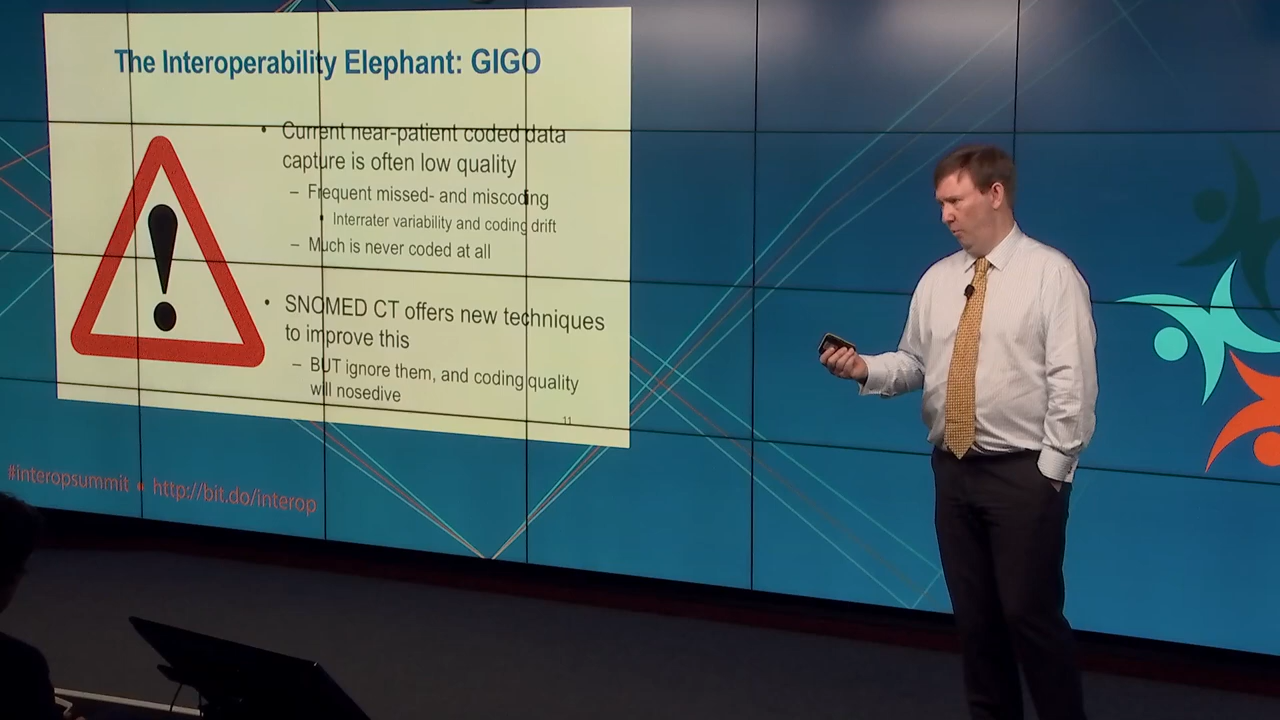 The Interoperability Elephant: GIGO
• Current near-patient coded data
capture is often low quality
– Frequent missed- and miscoding
• Interrater variability and coding drift
– Much is never coded at all
• SNOMED CT offers new techniques
to improve this
– BUT ignore them, and coding quality
will nosedive
11
#interopsummit • http://bit.do/interop